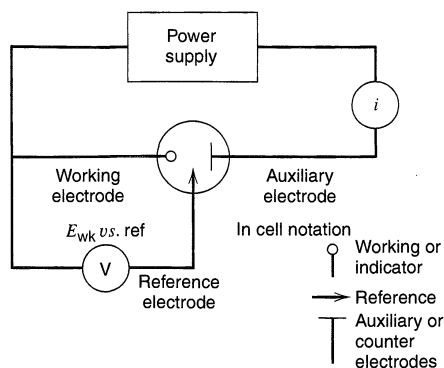 Power
supply
i
Working
electrode
Auxiliary
electrode
E_wk vs. ref
In cell notation
V
Reference
electrode
Working or
indicator
Reference
Auxiliary or
counter
electrodes